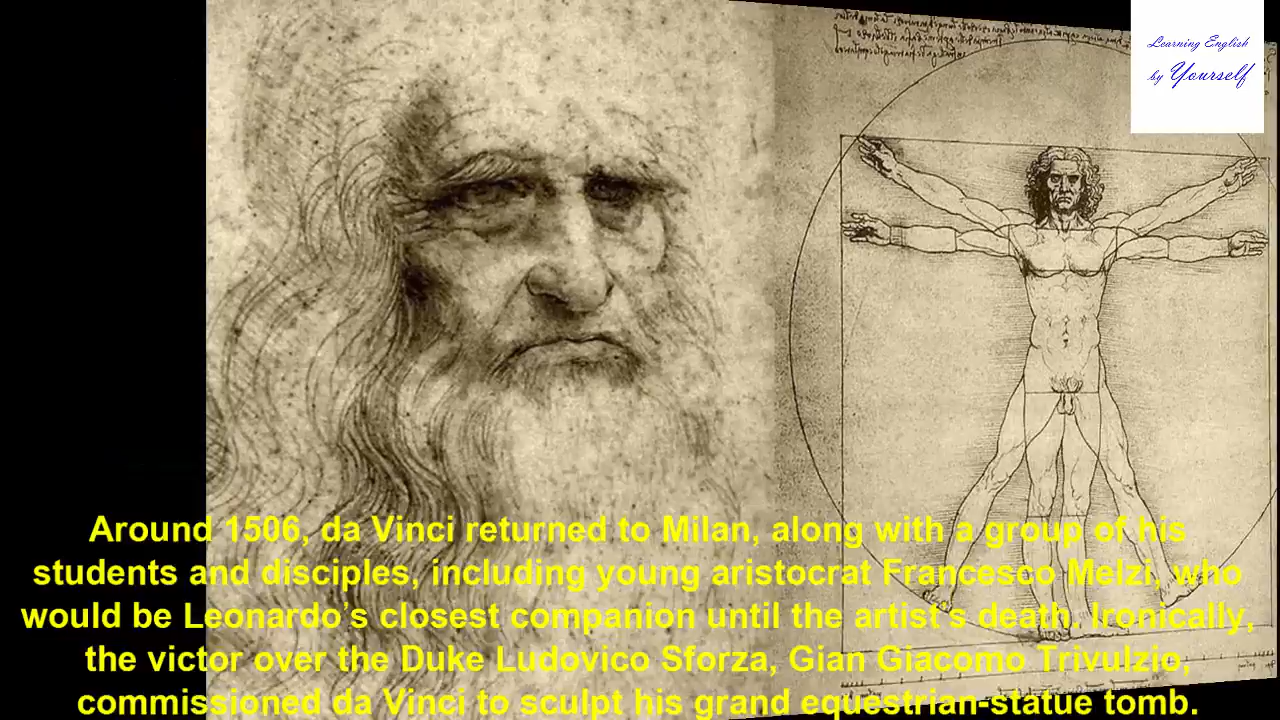 Learning English
by Yourself
Around 1506, da Vinci returned to Milan, along with a group of his
students and disciples, including young aristocrat Francesco Melzi, who
would be Leonardo’s closest companion until the artist’s death. Ironically,
the victor over the Duke Ludovico Sforza, Gian Giacomo Trivulzio,
commissioned da Vinci to sculpt his grand equestrian-statue tomb.